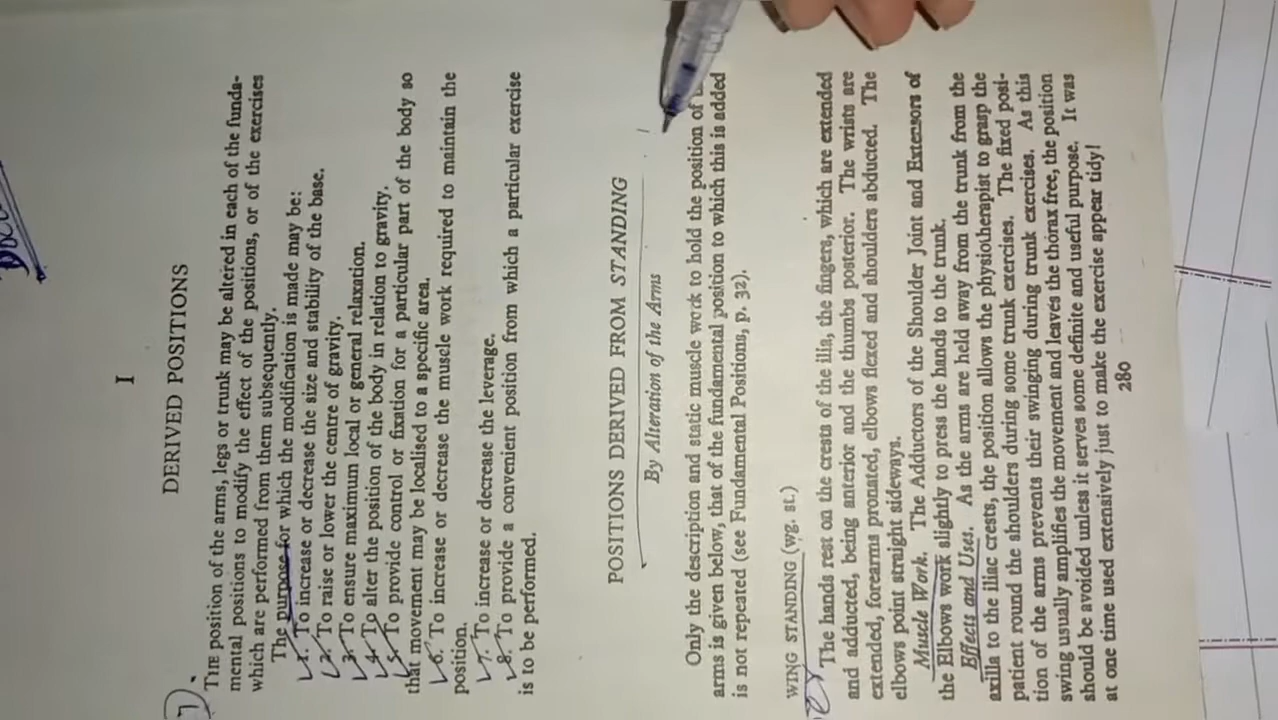 I
DERIVED POSITIONS
THE position of the arms, legs or trunk may be altered in each of the funda-
mental positions to modify the effect of the positions, or of the exercises
which are performed from them subsequently.
The purpose for which the modification is made may be:
1. To increase or decrease the size and stability of the base.
2. To raise or lower the centre of gravity.
3. To ensure maximum local or general relaxation.
4. To alter the position of the body in relation to gravity.
5. To provide control or fixation for a particular part of the body so
that movement may be localised to a specific area.
6. To increase or decrease the muscle work required to maintain the
position.
7. To increase or decrease the leverage.
8. To provide a convenient position from which a particular exercise
is to be performed.
POSITIONS DERIVED FROM STANDING
By Alteration of the Arms
Only the description and static muscle work to hold the position of
arms is given below, that of the fundamental position to which this is added
is not repeated (see Fundamental Positions, p. 32).
WING STANDING (wg. st.)
The hands rest on the crests of the ilia, the fingers, which are extended
and adducted, being anterior and the thumbs posterior. The wrists are
extended, forearms pronated, elbows flexed and shoulders abducted. The
elbows point straight sideways.
Muscle Work. The Adductors of the Shoulder Joint and Extensors of
the Elbows work slightly to press the hands to the trunk.
Effects and Uses. As the arms are held away from the trunk from the
axilla to the iliac crests, the position allows the physiotherapist to grasp the
patient round the shoulders during some trunk exercises. The fixed posi-
tion of the arms prevents their swinging during trunk exercises. As this
swing usually amplifies the movement and leaves the thorax free, the position
should be avoided unless it serves some definite and useful purpose. It was
at one time used extensively just to make the exercise appear tidy!
280